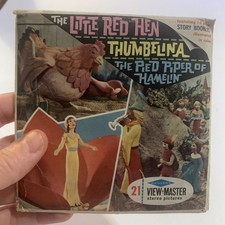 THE LITTLE RED HEN
STORY BOOK
THUMBELINA
THE PIED PIPER OF
HAMELIN
21 VIEW-MASTER
stereo pictures